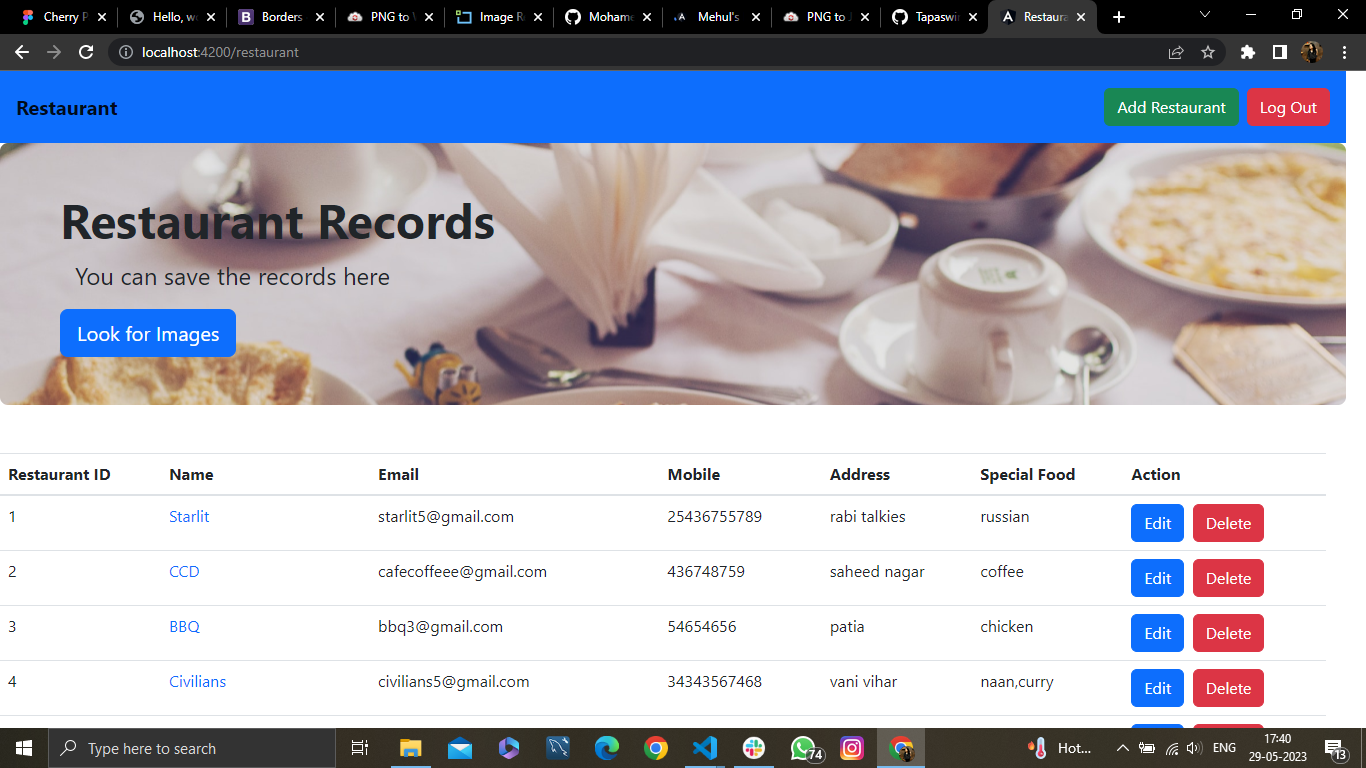 Cherry P
Hello, wo
Borders
PNG to W
Image R
Mohame
Mehul's
PNG to J
Tapaswin
Restaura
localhost:4200/restaurant
Restaurant
Add Restaurant
Log Out
Restaurant Records
You can save the records here
Look for Images
Restaurant ID Name Email Mobile Address Special Food Action
1 Starlit starlit5@gmail.com 25436755789 rabi talkies russian Edit Delete
2 CCD cafecoffeee@gmail.com 436748759 saheed nagar coffee Edit Delete
3 BBQ bbq3@gmail.com 54654656 patia chicken Edit Delete
4 Civilians civilians5@gmail.com 34343567468 vani vihar naan,curry Edit Delete
Type here to search
74
Hot...
ENG
17:40
29-05-2023
13